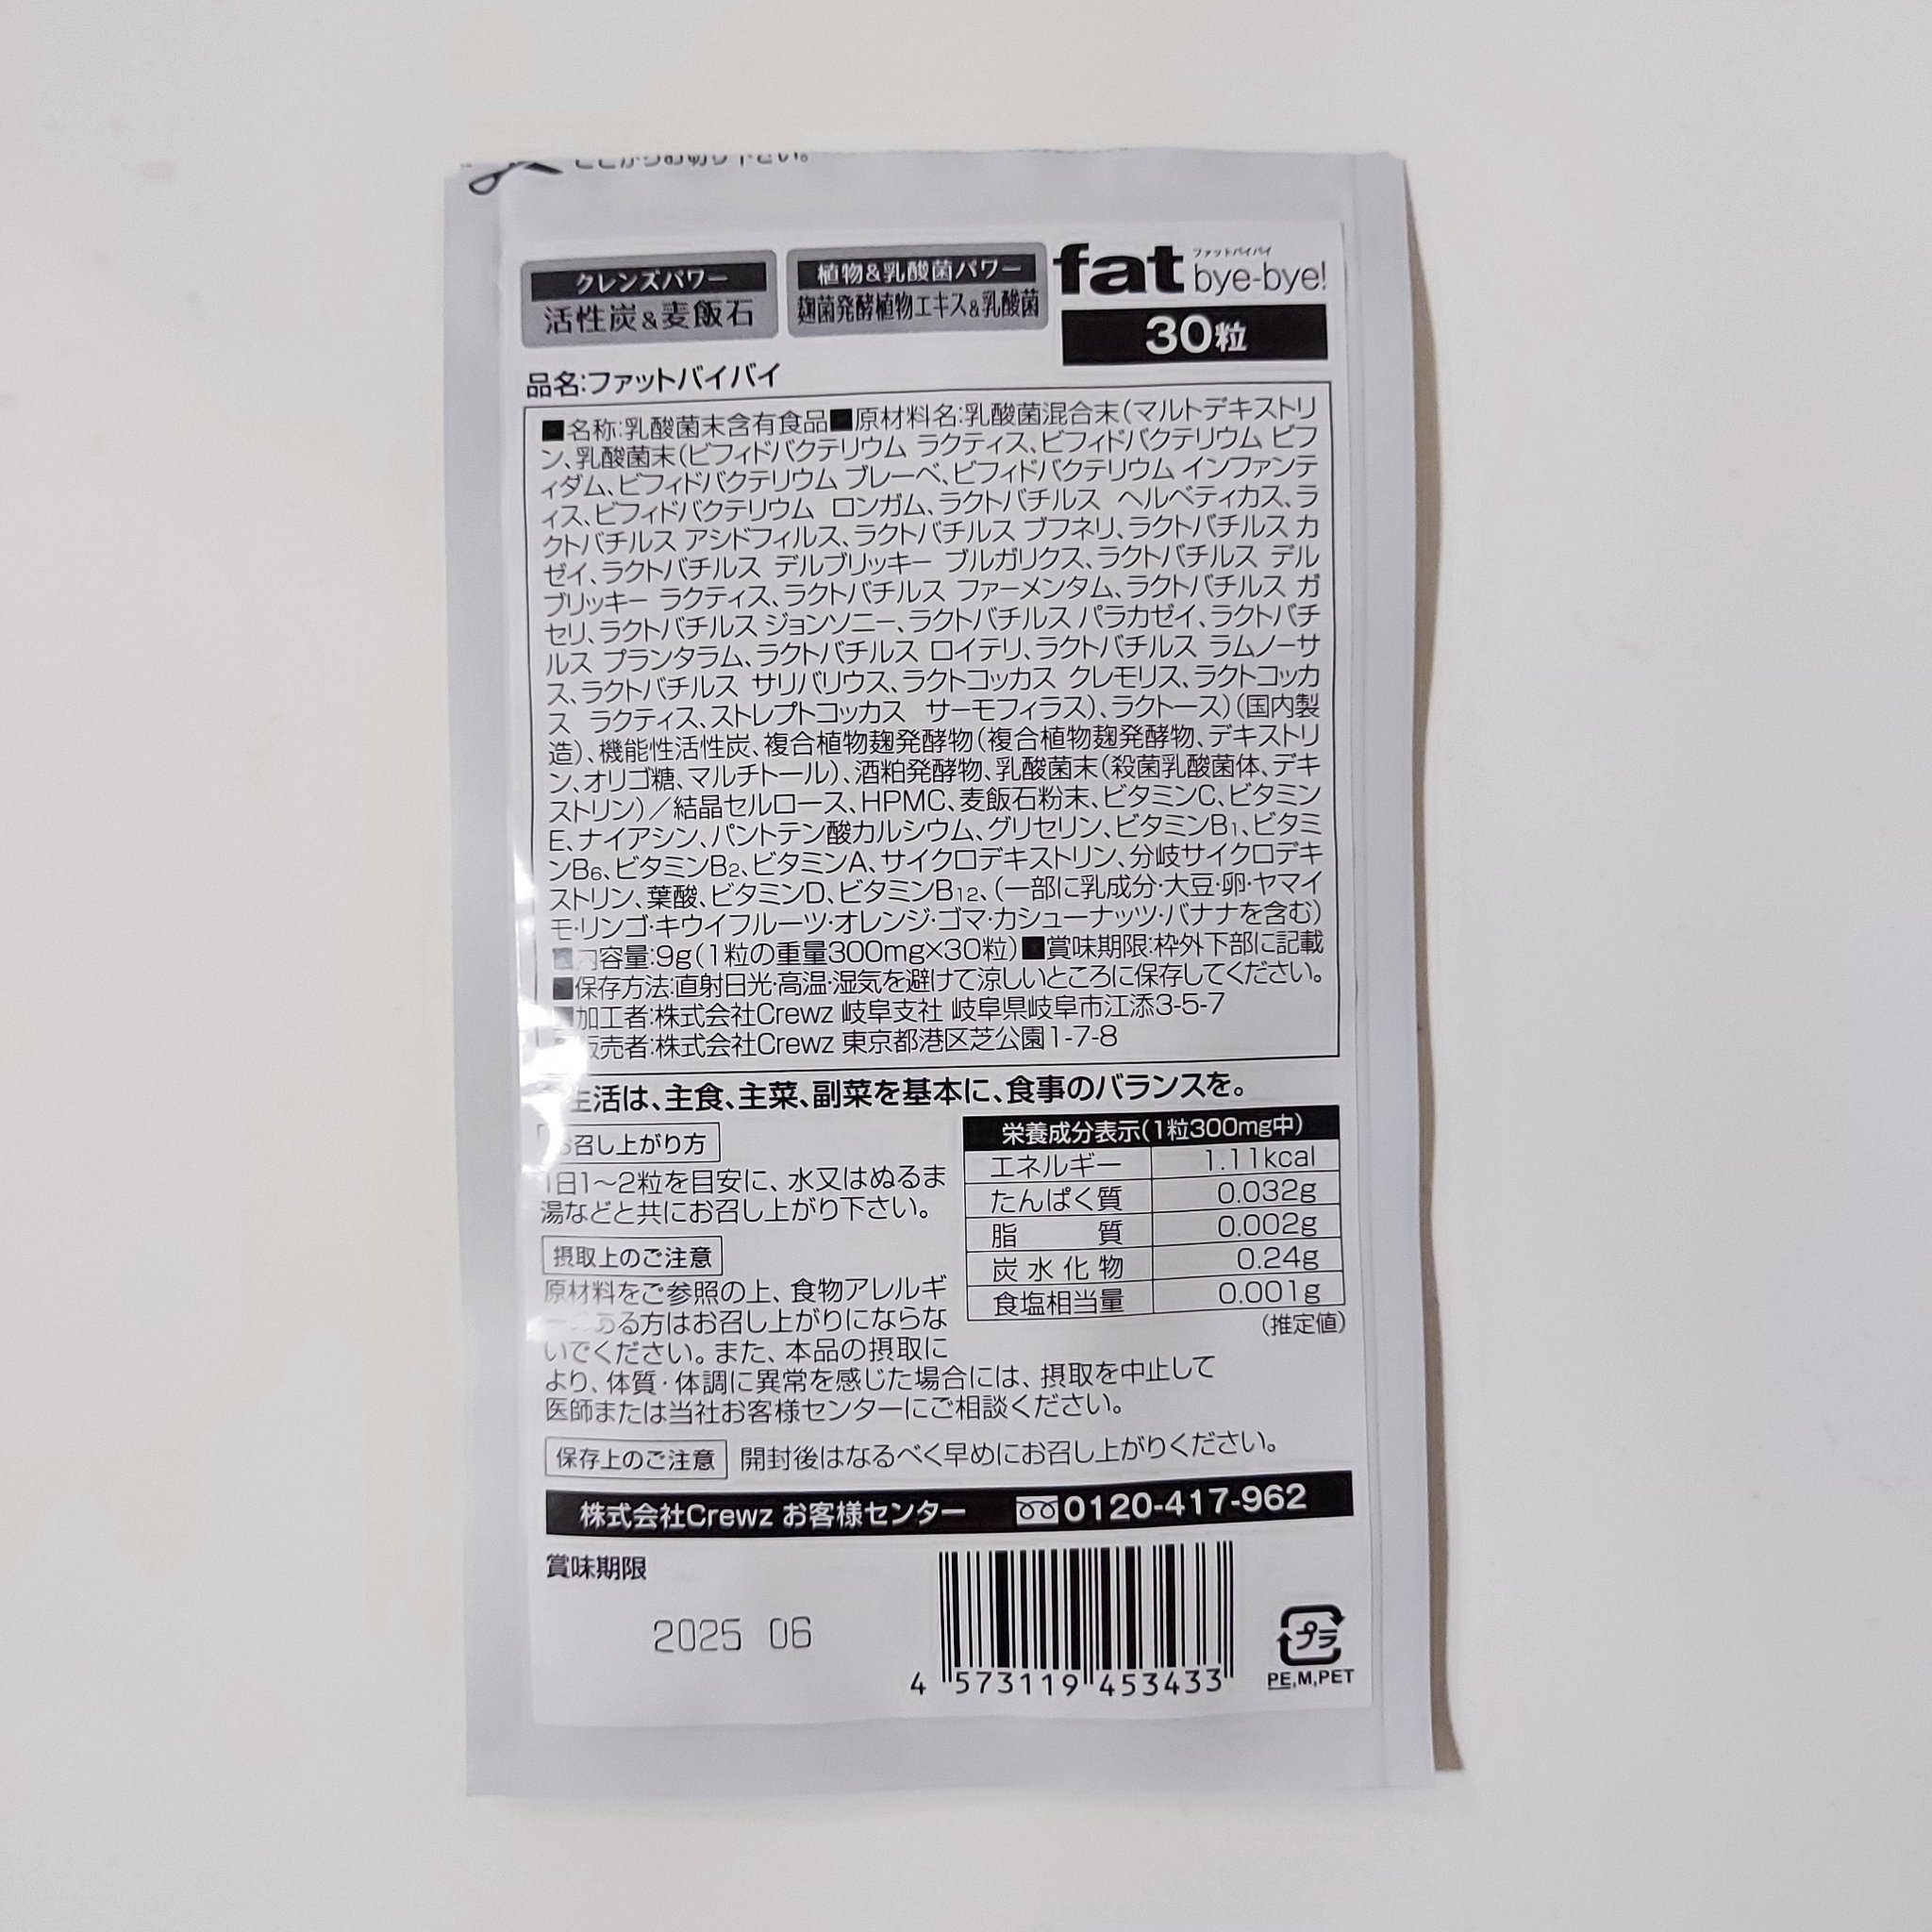 ここからお切り下さい。
クレンズパワー
活性炭&麦飯石
植物&乳酸菌パワー
麹菌発酵植物エキス&乳酸菌
fat
ファットバイバイ
bye-bye!
30粒
品名:ファットバイバイ
■名称:乳酸菌末含有食品■原材料名:乳酸菌混合末(マルトデキストリ
ン、乳酸菌末(ビフィドバクテリウム ラクティス、ビフィドバクテリウム ビフ
ィダム、ビフィドバクテリウム ブレーベ、ビフィドバクテリウム インファンテ
ィス、ビフィドバクテリウム ロンガム、ラクトバチルス ヘルベティカス、ラ
クトバチルス アシドフィルス、ラクトバチルス ブフネリ、ラクトバチルス カ
ゼイ、ラクトバチルス デルブリッキー ブルガリクス、ラクトバチルス デル
ブリッキー ラクティス、ラクトバチルス ファーメンタム、ラクトバチルス ガ
セリ、ラクトバチルス ジョンソニー、ラクトバチルス パラカゼイ、ラクトバチ
ルス プランタラム、ラクトバチルス ロイテリ、ラクトバチルス ラムノーサ
ス、ラクトバチルス サリバリウス、ラクトコッカス クレモリス、ラクトコッカ
ス ラクティス、ストレプトコッカス サーモフィラス)、ラクトース)(国内製
造)、機能性活性炭、複合植物麹発酵物(複合植物麹発酵物、デキストリ
ン、オリゴ糖、マルチトール)、酒粕発酵物、乳酸菌末(殺菌乳酸菌体、デキ
ストリン)/結晶セルロース、HPMC、麦飯石粉末、ビタミンC、ビタミン
E、ナイアシン、パントテン酸カルシウム、グリセリン、ビタミンB1、ビタミ
ンB6、ビタミンB2、ビタミンA、サイクロデキストリン、分岐サイクロデキ
ストリン、葉酸、ビタミンD、ビタミンB12、(一部に乳成分・大豆・卵・ヤマイ
モ・リンゴ・キウイフルーツ・オレンジ・ゴマ・カシューナッツ・バナナを含む)
■内容量:9g(1粒の重量300mg×30粒)■賞味期限:枠外下部に記載
■保存方法:直射日光・高温・湿気を避けて涼しいところに保存してください。
■加工者:株式会社Crewz 岐阜支社 岐阜県岐阜市江添3-5-7
■販売者:株式会社Crewz 東京都港区芝公園1-7-8
生活は、主食、主菜、副菜を基本に、食事のバランスを。
お召し上がり方
1日1〜2粒を目安に、水又はぬるま
湯などと共にお召し上がり下さい。
摂取上のご注意
原材料をご参照の上、食物アレルギ
ーのある方はお召し上がりにならな
いでください。また、本品の摂取に
より、体質・体調に異常を感じた場合には、摂取を中止して
医師または当社お客様センターにご相談ください。
栄養成分表示(1粒300mg中)
エネルギー 1.11kcal
たんぱく質 0.032g
脂質 0.002g
炭水化物 0.24g
食塩相当量 0.001g
(推定値)
保存上のご注意 開封後はなるべく早めにお召し上がりください。
株式会社Crewz お客様センター 0120-417-962
賞味期限
2025 06
4 573119 453433
プラ
PE,M,PET